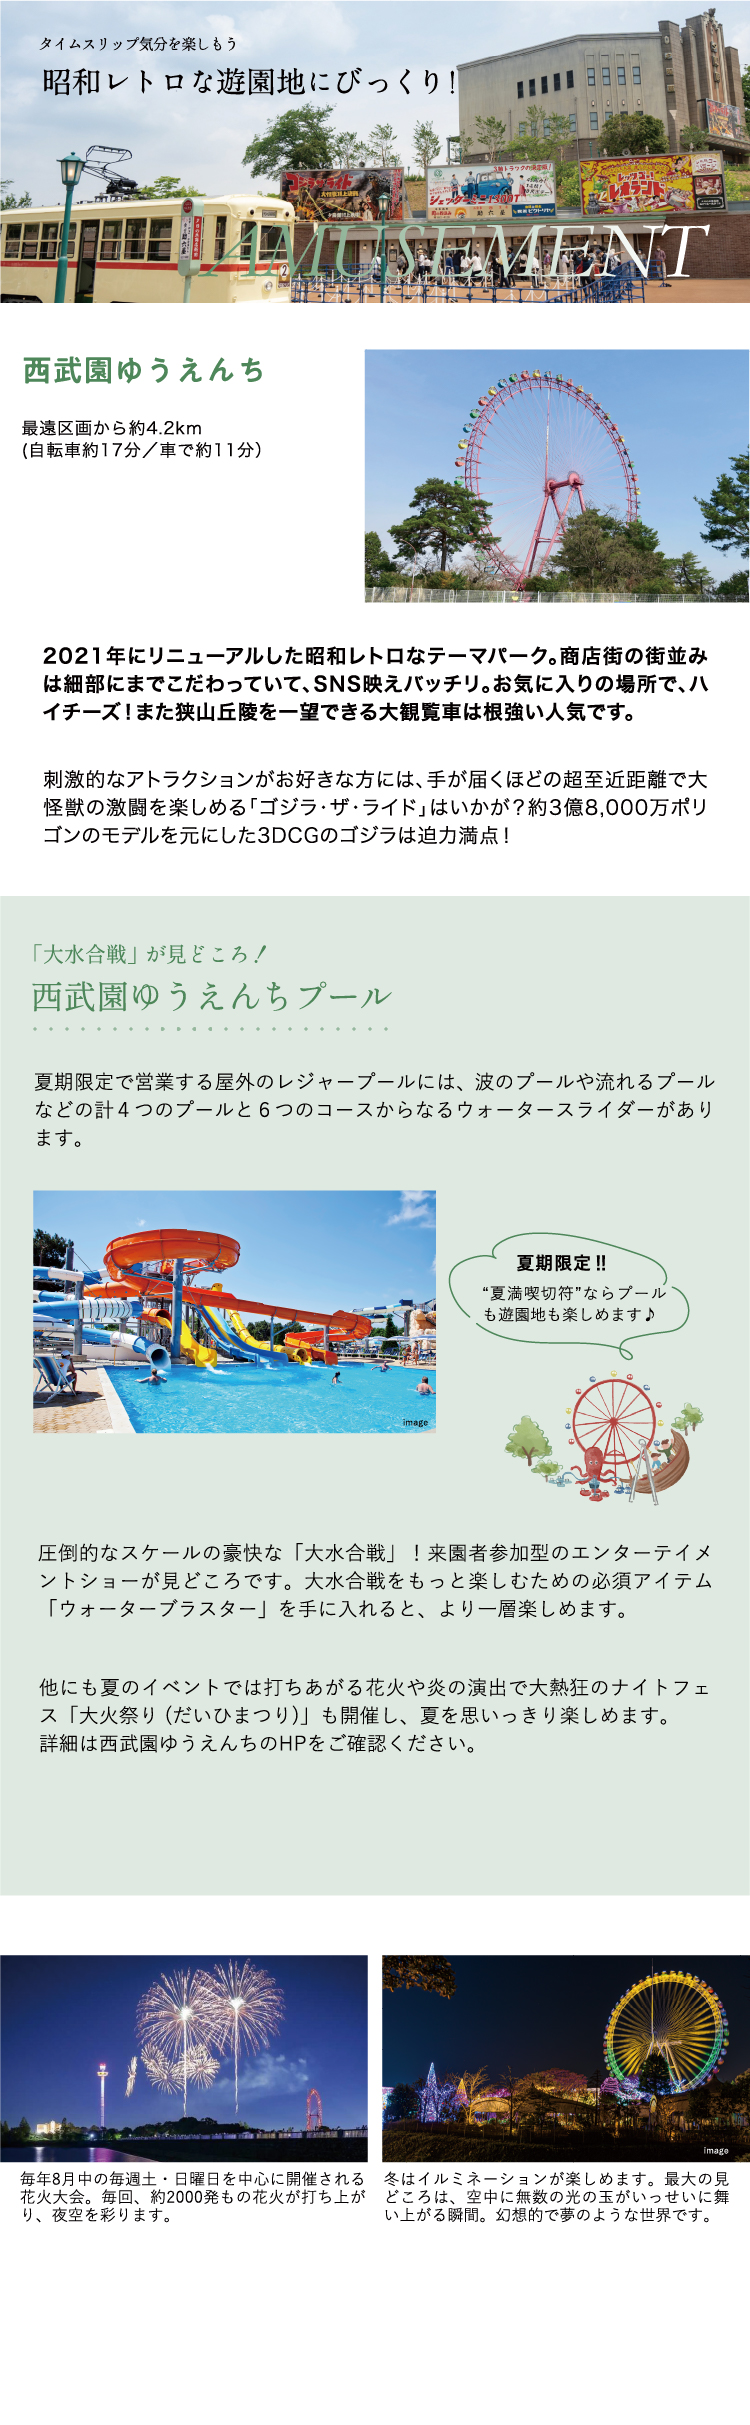 タイムスリップ気分を楽しもう
昭和レトロな遊園地にびっくり!
AMUSEMENT
西武園ゆうえんち
最遠区画から約4.2km
(自転車約17分／車で約11分)
2021年にリニューアルした昭和レトロなテーマパーク。商店街の街並み
は細部にまでこだわっていて、SNS映えバッチリ。お気に入りの場所で、ハ
イチーズ！また狭山丘陵を一望できる大観覧車は根強い人気です。
刺激的なアトラクションがお好きな方には、手が届くほどの超至近距離で大
怪獣の激闘を楽しめる「ゴジラ・ザ・ライド」はいかが？約3億8,000万ポリ
ゴンのモデルを元にした3DCGのゴジラは迫力満点！
「大水合戦」が見どころ！
西武園ゆうえんちプール
夏期限定で営業する屋外のレジャープールには、波のプールや流れるプール
などの計４つのプールと６つのコースからなるウォータースライダーがあり
ます。
夏期限定!!
“夏満喫切符”ならプール
も遊園地も楽しめます♪
image
圧倒的なスケールの豪快な「大水合戦」！来園者参加型のエンターテイメ
ントショーが見どころです。大水合戦をもっと楽しむための必須アイテム
「ウォーターブラスター」を手に入れると、より一層楽しめます。
他にも夏のイベントでは打ちあがる花火や炎の演出で大熱狂のナイトフェ
ス「大火祭り (だいひまつり)」も開催し、夏を思いっきり楽しめます。
詳細は西武園ゆうえんちのHPをご確認ください。
image
毎年8月中の毎週土・日曜日を中心に開催される
花火大会。毎回、約2000発もの花火が打ち上が
り、夜空を彩ります。
冬はイルミネーションが楽しめます。最大の見
どころは、空中に無数の光の玉がいっせいに舞
い上がる瞬間。幻想的で夢のような世界です。